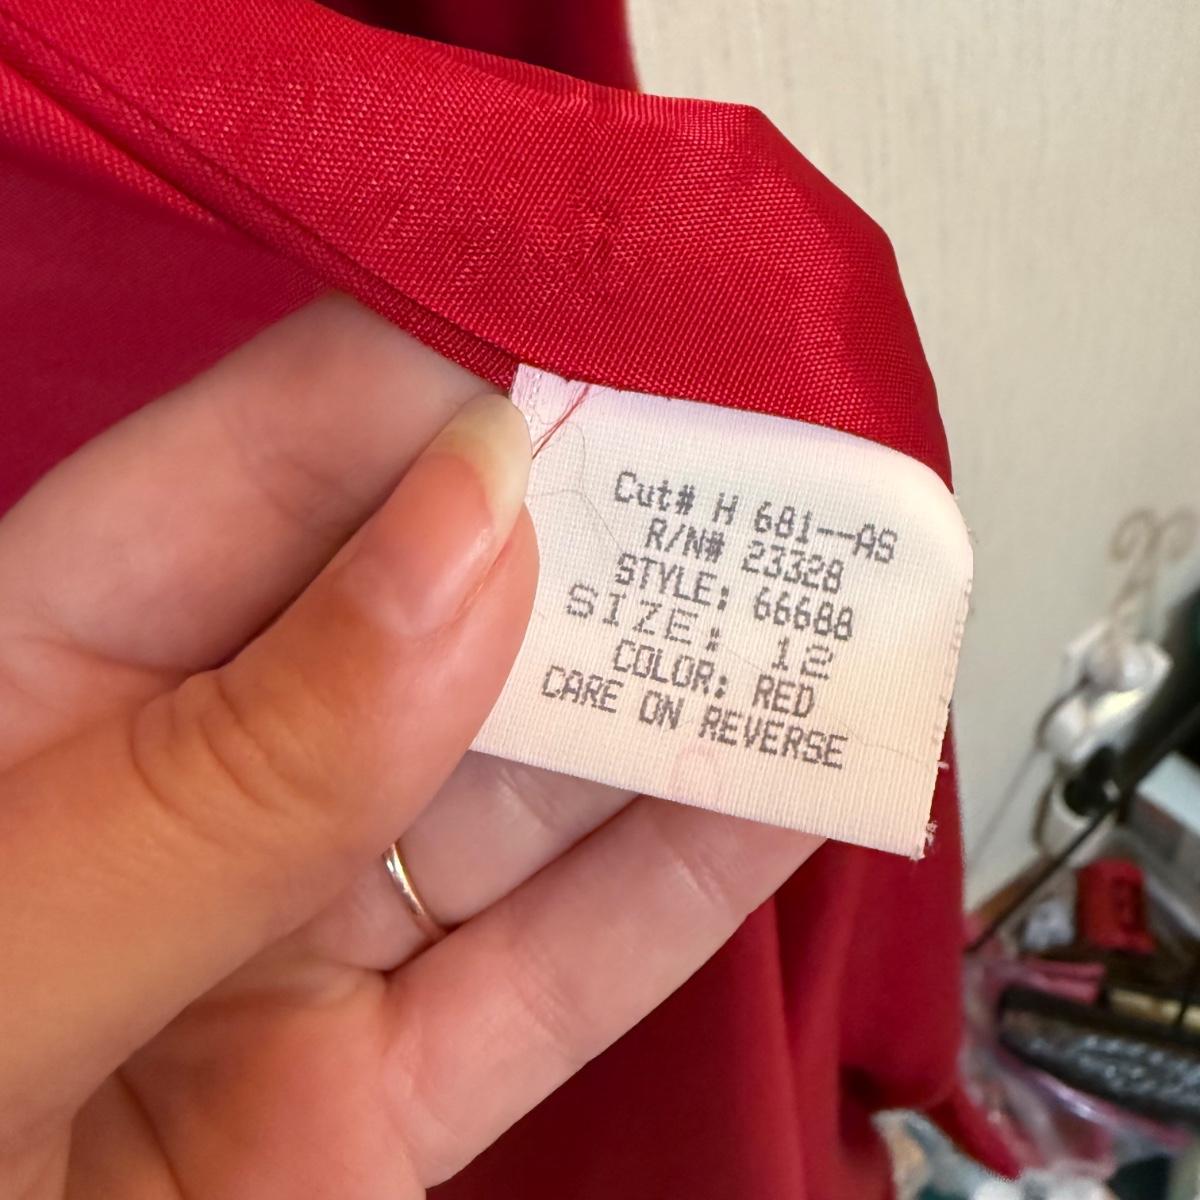 Cut# H 681--AS
R/N# 23328
STYLE: 66688
SIZE: 12
COLOR: RED
CARE ON REVERSE